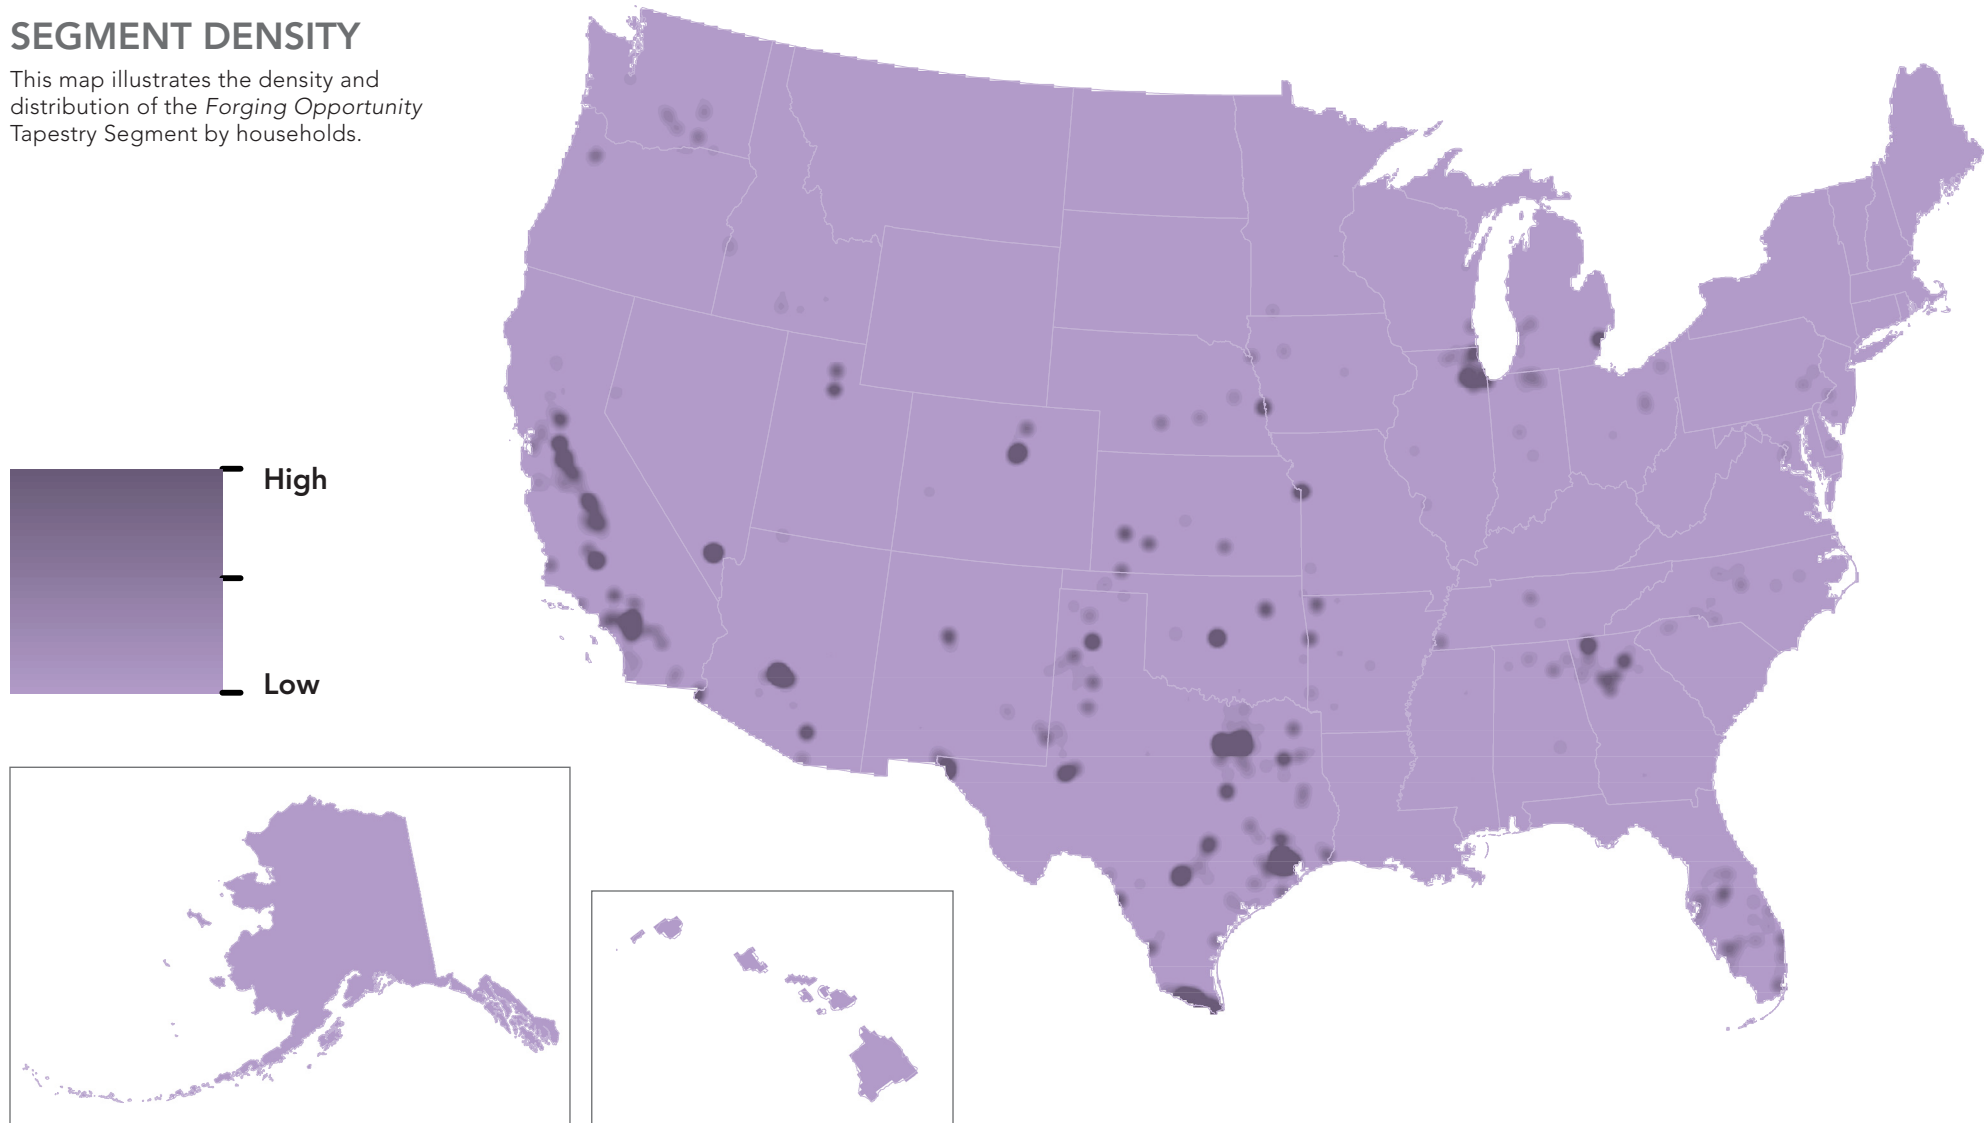 SEGMENT DENSITY
This map illustrates the density and
distribution of the Forging Opportunity
Tapestry Segment by households.
High
Low